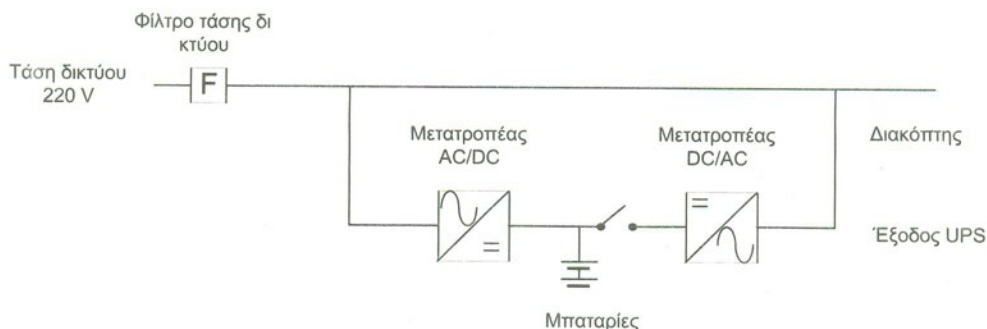 Φίλτρο τάσης δι
κτύου
Τάση δικτύου
220 V
F
Μετατροπέας
AC/DC
Μετατροπέας
DC/AC
Διακόπτης
Έξοδος UPS
Μπαταρίες